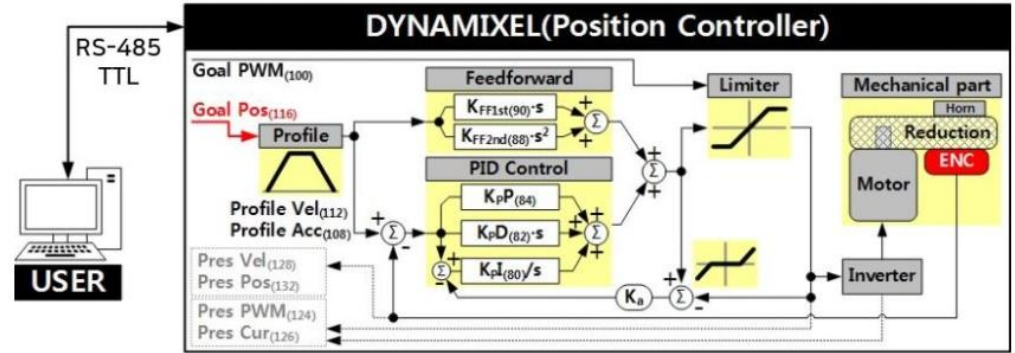 DYNAMIXEL(Position Controller)
RS-485
TTL
Goal PWM(100)
Goal Pos(116)
Profile
Profile Vel(112)
Profile Acc(108)
Feedforward
KFF1st(90)·s
KFF2nd(88)·s²
+
+
Σ
PID Control
KPP(84)
KPD(82)·s
KPI(80)/s
+
-
Σ
+
-
Σ
+
+
+
Σ
+
+
Σ
Limiter
Ka
+
-
Σ
Mechanical part
Horn
Reduction
ENC
Motor
Inverter
Pres Vel(128)
Pres Pos(132)
Pres PWM(124)
Pres Cur(126)
USER